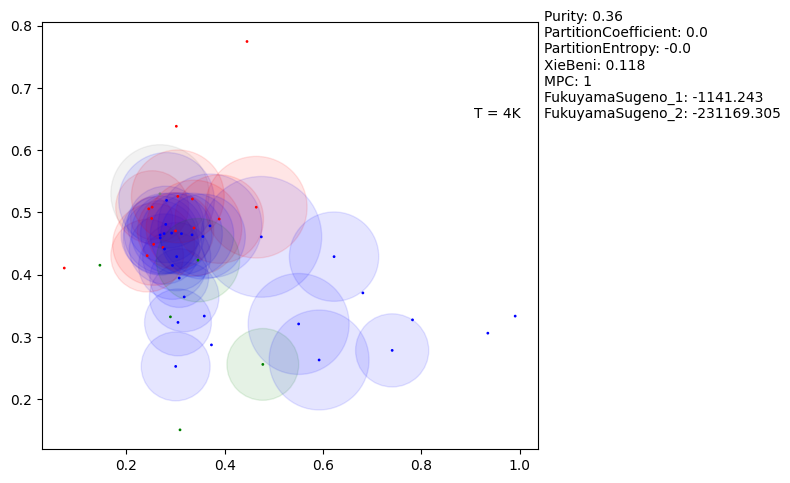 Purity: 0.36
PartitionCoefficient: 0.0
PartitionEntropy: -0.0
XieBeni: 0.118
MPC: 1
FukuyamaSugeno_1: -1141.243
FukuyamaSugeno_2: -231169.305
T = 4K
0.8
0.7
0.6
0.5
0.4
0.3
0.2
0.2 0.4 0.6 0.8 1.0